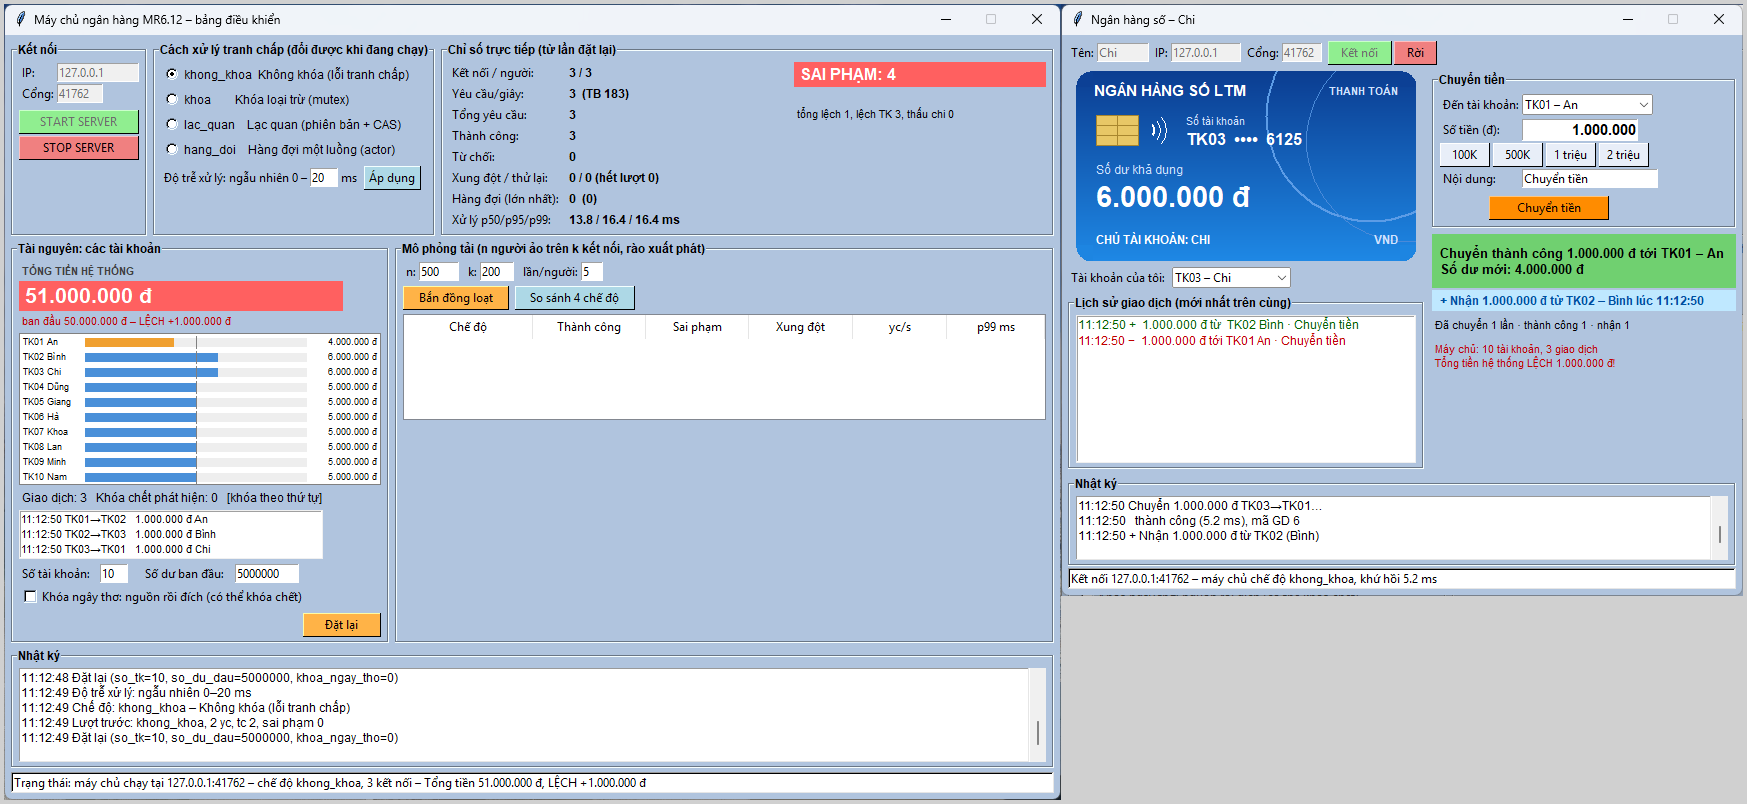 Máy chủ ngân hàng MR6.12 – bảng điều khiển
Kết nối
IP: 127.0.0.1
Cổng: 41762
START SERVER
STOP SERVER
Cách xử lý tranh chấp (đổi được khi đang chạy)
khong_khoa Không khóa (lỗi tranh chấp)
khoa Khóa loại trừ (mutex)
lac_quan Lạc quan (phiên bản + CAS)
hang_doi Hàng đợi một luồng (actor)
Độ trễ xử lý: ngẫu nhiên 0 – 20 ms Áp dụng
Chỉ số trực tiếp (từ lần đặt lại)
Kết nối / người: 3 / 3
Yêu cầu/giây: 3 (TB 183)
Tổng yêu cầu: 3
Thành công: 3
Từ chối: 0
Xung đột / thử lại: 0 / 0 (hết lượt 0)
Hàng đợi (lớn nhất): 0 (0)
Xử lý p50/p95/p99: 13.8 / 16.4 / 16.4 ms
SAI PHẠM: 4
tổng lệch 1, lệch TK 3, thấu chi 0
Tài nguyên: các tài khoản
TỔNG TIỀN HỆ THỐNG
51.000.000 đ
ban đầu 50.000.000 đ – LỆCH +1.000.000 đ
TK01 An 4.000.000 đ
TK02 Bình 6.000.000 đ
TK03 Chi 6.000.000 đ
TK04 Dũng 5.000.000 đ
TK05 Giang 5.000.000 đ
TK06 Hà 5.000.000 đ
TK07 Khoa 5.000.000 đ
TK08 Lan 5.000.000 đ
TK09 Minh 5.000.000 đ
TK10 Nam 5.000.000 đ
Giao dịch: 3 Khóa chết phát hiện: 0 [khóa theo thứ tự]
11:12:50 TK01→TK02 1.000.000 đ An
11:12:50 TK02→TK03 1.000.000 đ Bình
11:12:50 TK03→TK01 1.000.000 đ Chi
Số tài khoản: 10 Số dư ban đầu: 5000000
Khóa ngây thơ: nguồn rồi đích (có thể khóa chết)
Đặt lại
Mô phỏng tải (n người ảo trên k kết nối, rào xuất phát)
n: 500 k: 200 lần/người: 5
Bắn đồng loạt So sánh 4 chế độ
Chế độ Thành công Sai phạm Xung đột yc/s p99 ms
Nhật ký
11:12:48 Đặt lại (so_tk=10, so_du_dau=5000000, khoa_ngay_tho=0)
11:12:49 Độ trễ xử lý: ngẫu nhiên 0–20 ms
11:12:49 Chế độ: khong_khoa – Không khóa (lỗi tranh chấp)
11:12:49 Lượt trước: khong_khoa, 2 yc, tc 2, sai phạm 0
11:12:49 Đặt lại (so_tk=10, so_du_dau=5000000, khoa_ngay_tho=0)
Trạng thái: máy chủ chạy tại 127.0.0.1:41762 – chế độ khong_khoa, 3 kết nối – Tổng tiền 51.000.000 đ, LỆCH +1.000.000 đ
Ngân hàng số – Chi
Tên: Chi IP: 127.0.0.1 Cổng: 41762 Kết nối Rời
NGÂN HÀNG SỐ LTM THANH TOÁN
Số tài khoản
TK03 •••• 6125
Số dư khả dụng
6.000.000 đ
CHỦ TÀI KHOẢN: CHI VND
Tài khoản của tôi: TK03 – Chi
Lịch sử giao dịch (mới nhất trên cùng)
11:12:50 + 1.000.000 đ từ TK02 Bình · Chuyển tiền
11:12:50 − 1.000.000 đ tới TK01 An · Chuyển tiền
Chuyển tiền
Đến tài khoản: TK01 – An
Số tiền (đ): 1.000.000
100K 500K 1 triệu 2 triệu
Nội dung: Chuyển tiền
Chuyển tiền
Chuyển thành công 1.000.000 đ tới TK01 – An
Số dư mới: 4.000.000 đ
+ Nhận 1.000.000 đ từ TK02 – Bình lúc 11:12:50
Đã chuyển 1 lần · thành công 1 · nhận 1
Máy chủ: 10 tài khoản, 3 giao dịch
Tổng tiền hệ thống LỆCH 1.000.000 đ!
Nhật ký
11:12:50 Chuyển 1.000.000 đ TK03→TK01...
11:12:50 thành công (5.2 ms), mã GD 6
11:12:50 + Nhận 1.000.000 đ từ TK02 (Bình)
Kết nối 127.0.0.1:41762 – máy chủ chế độ khong_khoa, khứ hồi 5.2 ms